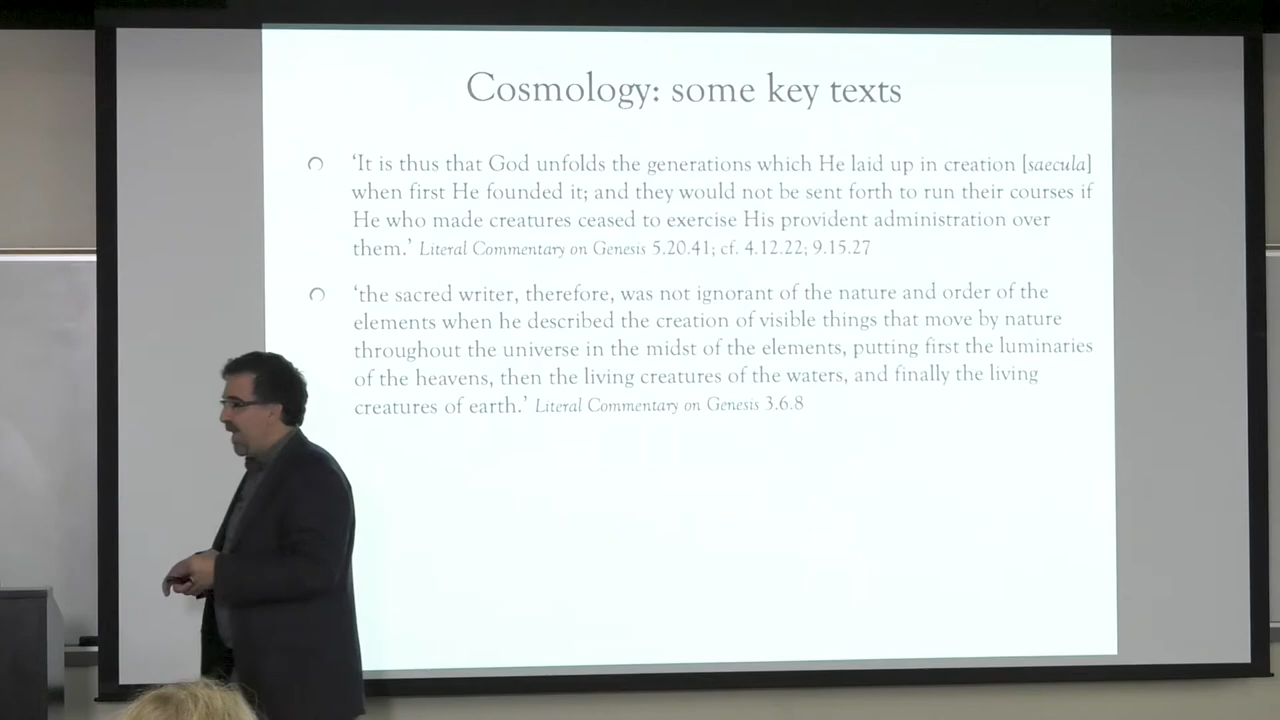 Cosmology: some key texts
‘It is thus that God unfolds the generations which He laid up in creation [saecula]
when first He founded it; and they would not be sent forth to run their courses if
He who made creatures ceased to exercise His provident administration over
them.’ Literal Commentary on Genesis 5.20.41; cf. 4.12.22; 9.15.27
‘the sacred writer, therefore, was not ignorant of the nature and order of the
elements when he described the creation of visible things that move by nature
throughout the universe in the midst of the elements, putting first the luminaries
of the heavens, then the living creatures of the waters, and finally the living
creatures of earth.’ Literal Commentary on Genesis 3.6.8